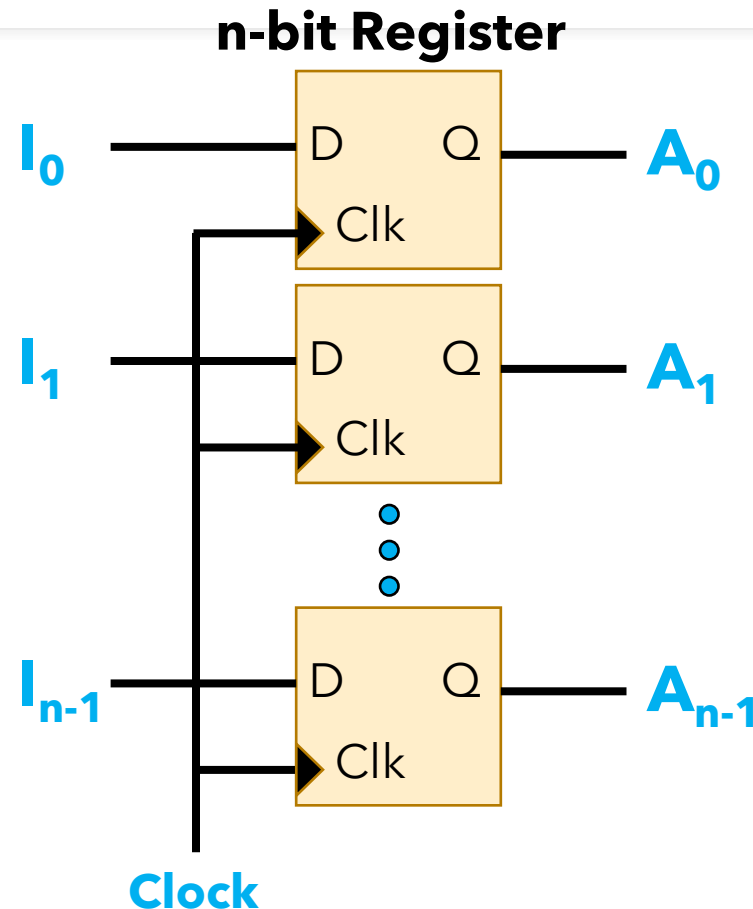 n-bit Register
I0 D Q A0
Clk
I1 D Q A1
Clk
In-1 D Q An-1
Clk
Clock